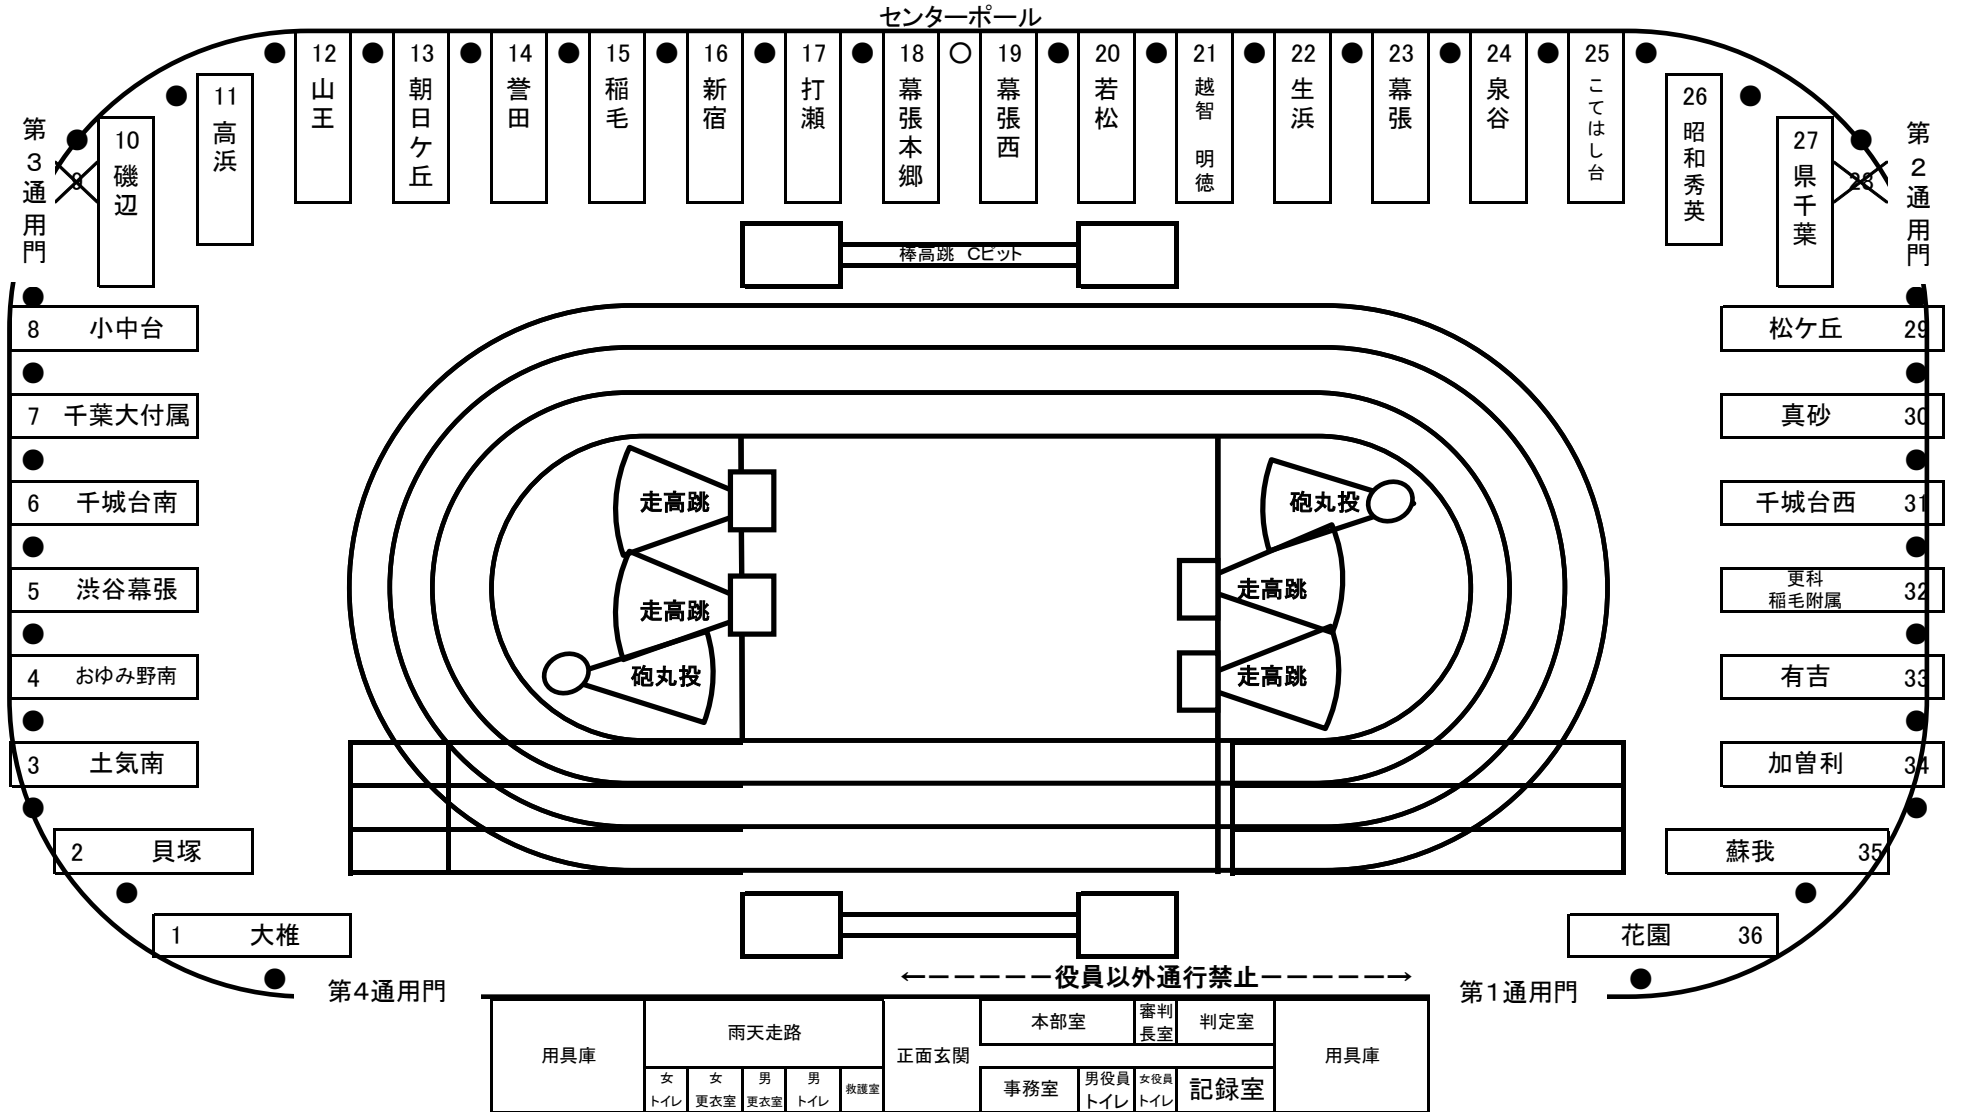 センターポール
12 山王
13 朝日ケ丘
14 誉田
15 稲毛
16 新宿
17 打瀬
18 幕張本郷
19 幕張西
20 若松
21 越智 明徳
22 生浜
23 幕張
24 泉谷
25 こてはし台
11 高浜
26 昭和秀英
10 磯辺
27 県千葉
第3通用門
9
28
第2通用門
棒高跳 Cピット
8 小中台
松ケ丘 29
7 千葉大付属
真砂 30
6 千城台南
千城台西 31
5 渋谷幕張
更科
稲毛附属 32
4 おゆみ野南
有吉 33
3 土気南
加曽利 34
2 貝塚
蘇我 35
1 大椎
花園 36
走高跳
砲丸投
走高跳
走高跳
砲丸投
走高跳
←ーーーーー役員以外通行禁止ーーーーー→
第4通用門
第1通用門
用具庫
雨天走路
女
トイレ
女
更衣室
男
更衣室
男
トイレ
救護室
正面玄関
本部室
審判
長室
判定室
事務室
男役員
トイレ
女役員
トイレ
記録室
用具庫